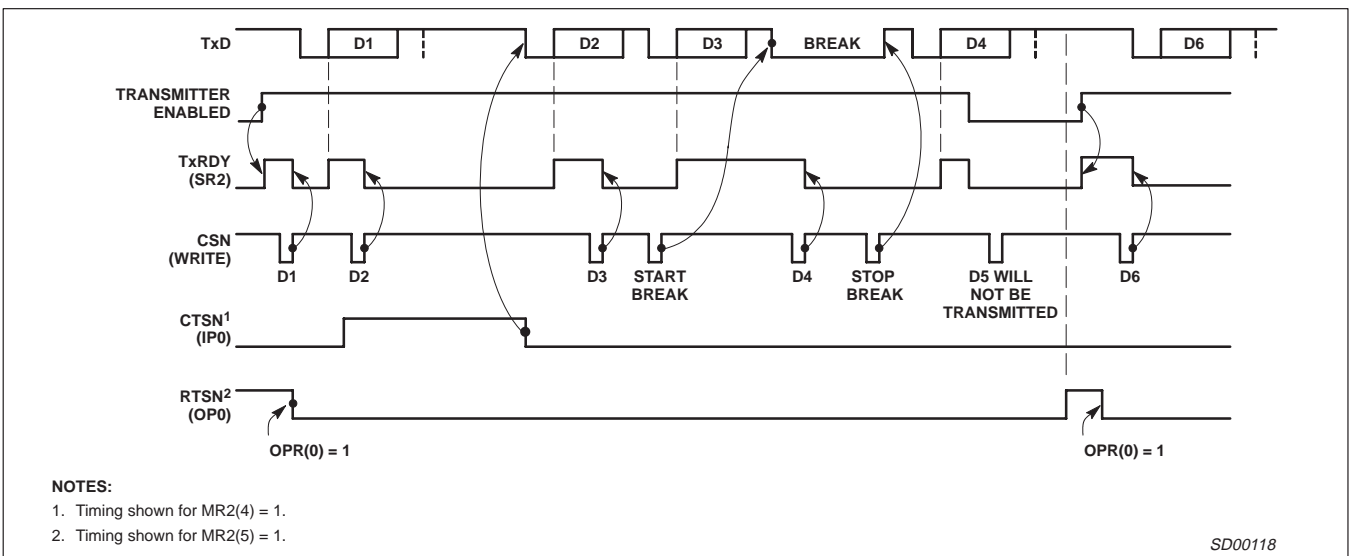 TxD
D1
D2
D3
BREAK
D4
D6
TRANSMITTER
ENABLED
TxRDY
(SR2)
CSN
(WRITE)
D1
D2
D3
START
BREAK
D4
STOP
BREAK
D5 WILL
NOT BE
TRANSMITTED
D6
CTSN1
(IP0)
RTSN2
(OP0)
OPR(0) = 1
OPR(0) = 1
NOTES:
1. Timing shown for MR2(4) = 1.
2. Timing shown for MR2(5) = 1.
SD00118